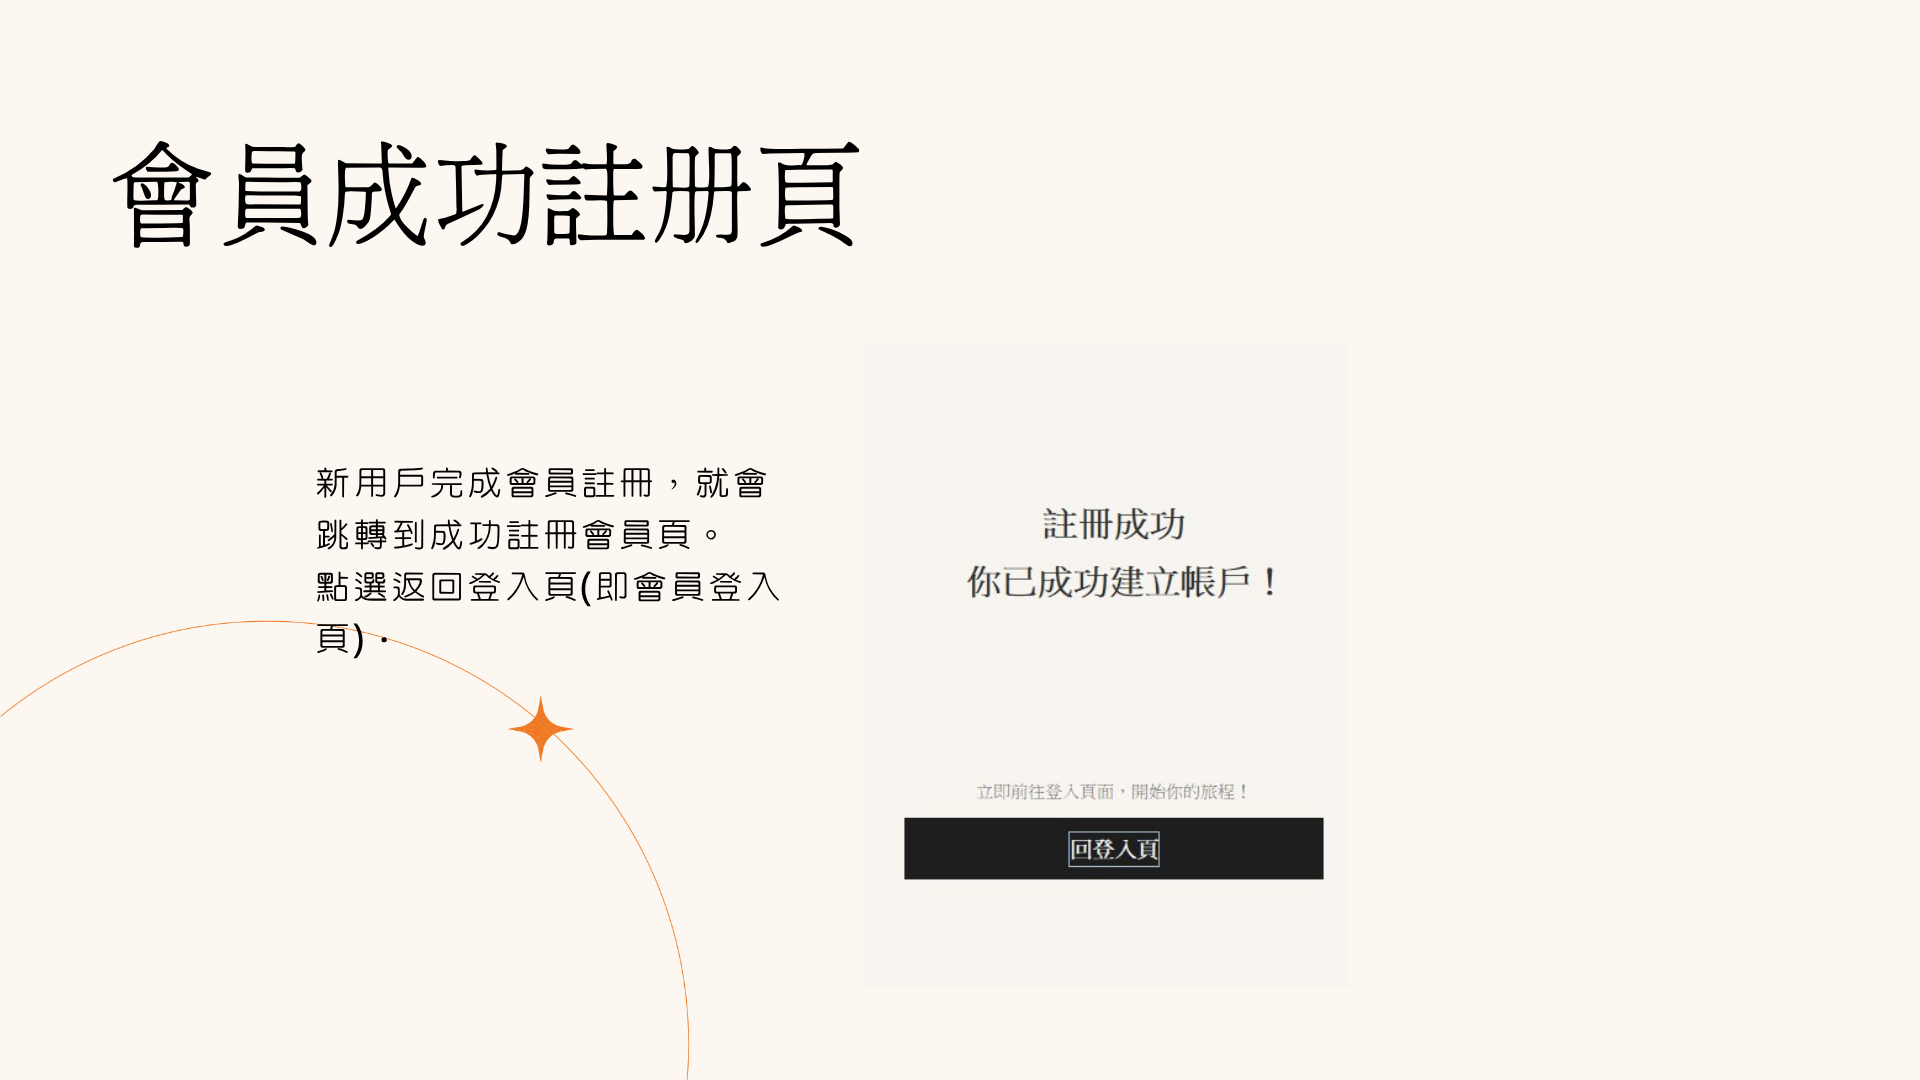 會員成功註册頁
新用戶完成會員註冊，就會
跳轉到成功註冊會員頁。
點選返回登入頁(即會員登入
頁)．
註冊成功
你已成功建立帳戶！
立即前往登入頁面，開始你的旅程！
回登入頁